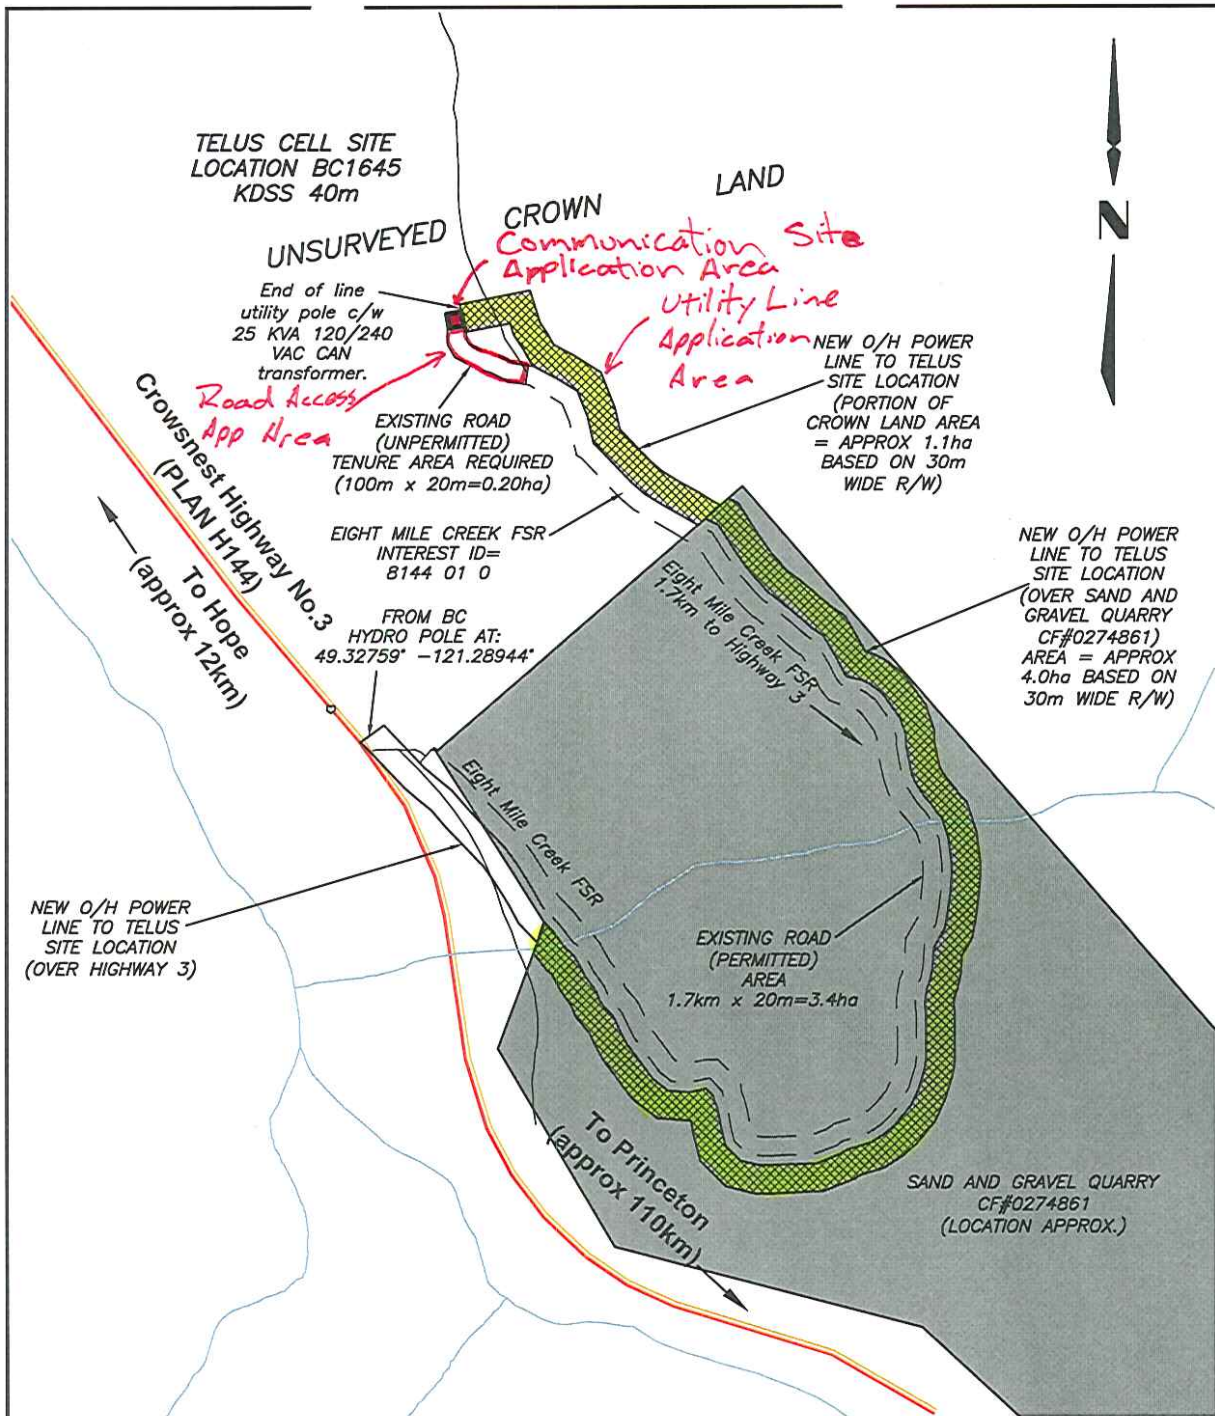 TELUS CELL SITE
LOCATION BC1645
KDSS 40m
UNSURVEYED CROWN LAND
Communication Site
Application Area
End of line
utility pole c/w
25 KVA 120/240
VAC CAN
transformer.
Utility Line
Application
Area
N
Road Access
App Area
NEW O/H POWER
LINE TO TELUS
SITE LOCATION
(PORTION OF
CROWN LAND AREA
= APPROX 1.1ha
BASED ON 30m
WIDE R/W)
EXISTING ROAD
(UNPERMITTED)
TENURE AREA REQUIRED
(100m x 20m=0.20ha)
Crowsnest Highway No.3
(PLAN H144)
To Hope
(approx 12km)
EIGHT MILE CREEK FSR
INTEREST ID=
8144 01 0
FROM BC
HYDRO POLE AT:
49.32759° -121.28944°
Eight Mile Creek FSR
1.7km to Highway 3
NEW O/H POWER
LINE TO TELUS
SITE LOCATION
(OVER SAND AND
GRAVEL QUARRY
CF#0274861)
AREA = APPROX
4.0ha BASED ON
30m WIDE R/W)
Eight Mile Creek FSR
NEW O/H POWER
LINE TO TELUS
SITE LOCATION
(OVER HIGHWAY 3)
EXISTING ROAD
(PERMITTED)
AREA
1.7km x 20m=3.4ha
To Princeton
(approx 110km)
SAND AND GRAVEL QUARRY
CF#0274861
(LOCATION APPROX.)